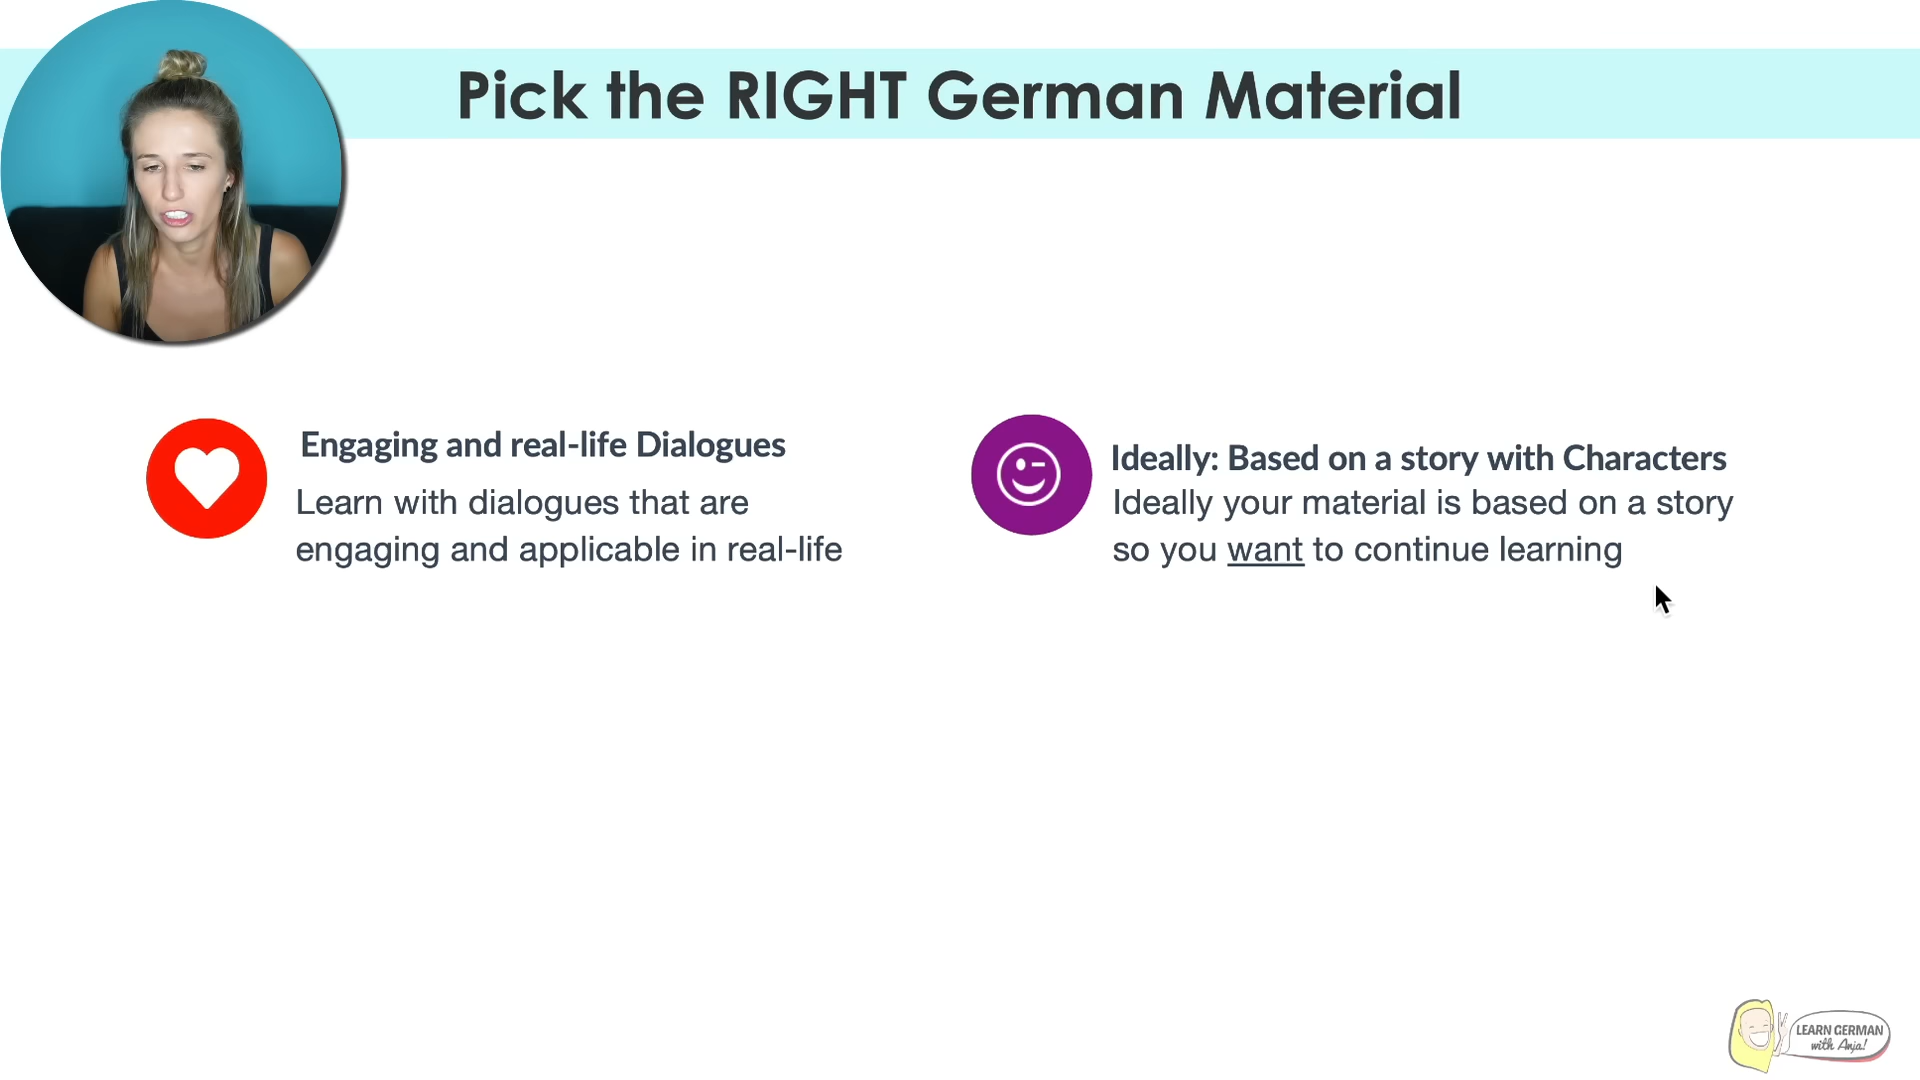 Pick the RIGHT German Material
Engaging and real-life Dialogues
Learn with dialogues that are
engaging and applicable in real-life
Ideally: Based on a story with Characters
Ideally your material is based on a story
so you want to continue learning
LEARN GERMAN
with Anja!